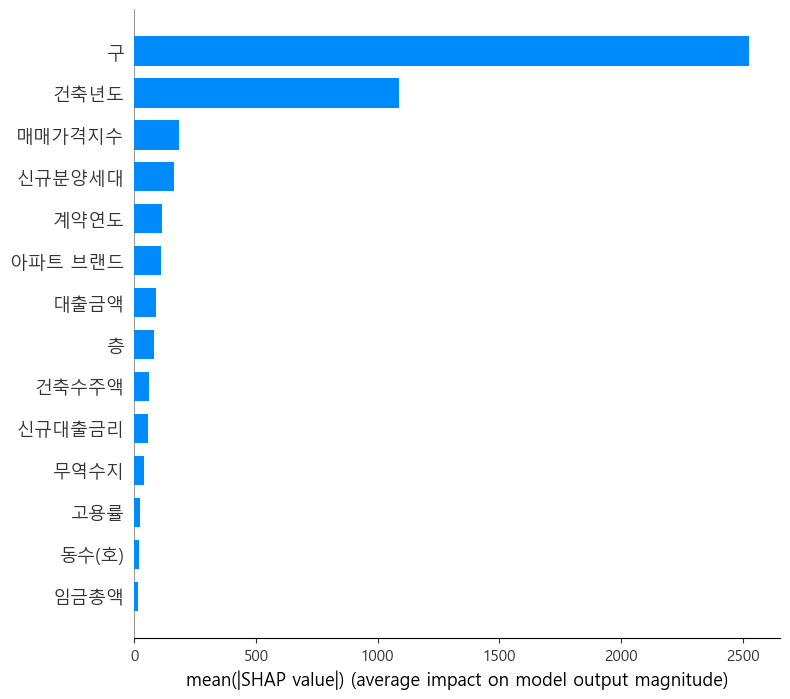 구
건축년도
매매가격지수
신규분양세대
계약연도
아파트 브랜드
대출금액
층
건축수주액
신규대출금리
무역수지
고용률
동수(호)
임금총액
0 500 1000 1500 2000 2500
mean(|SHAP value|) (average impact on model output magnitude)